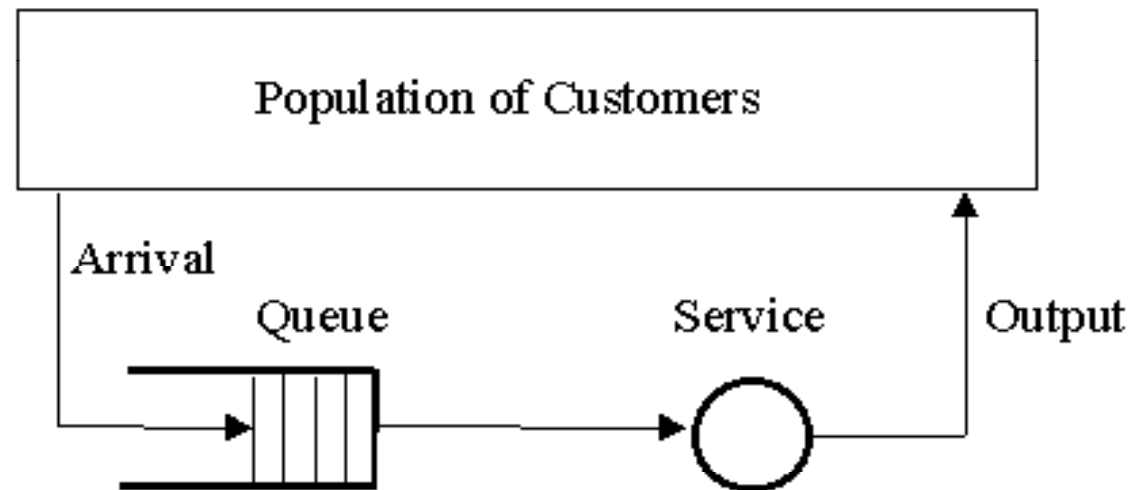 Population of Customers
Arrival
Queue
Service
Output